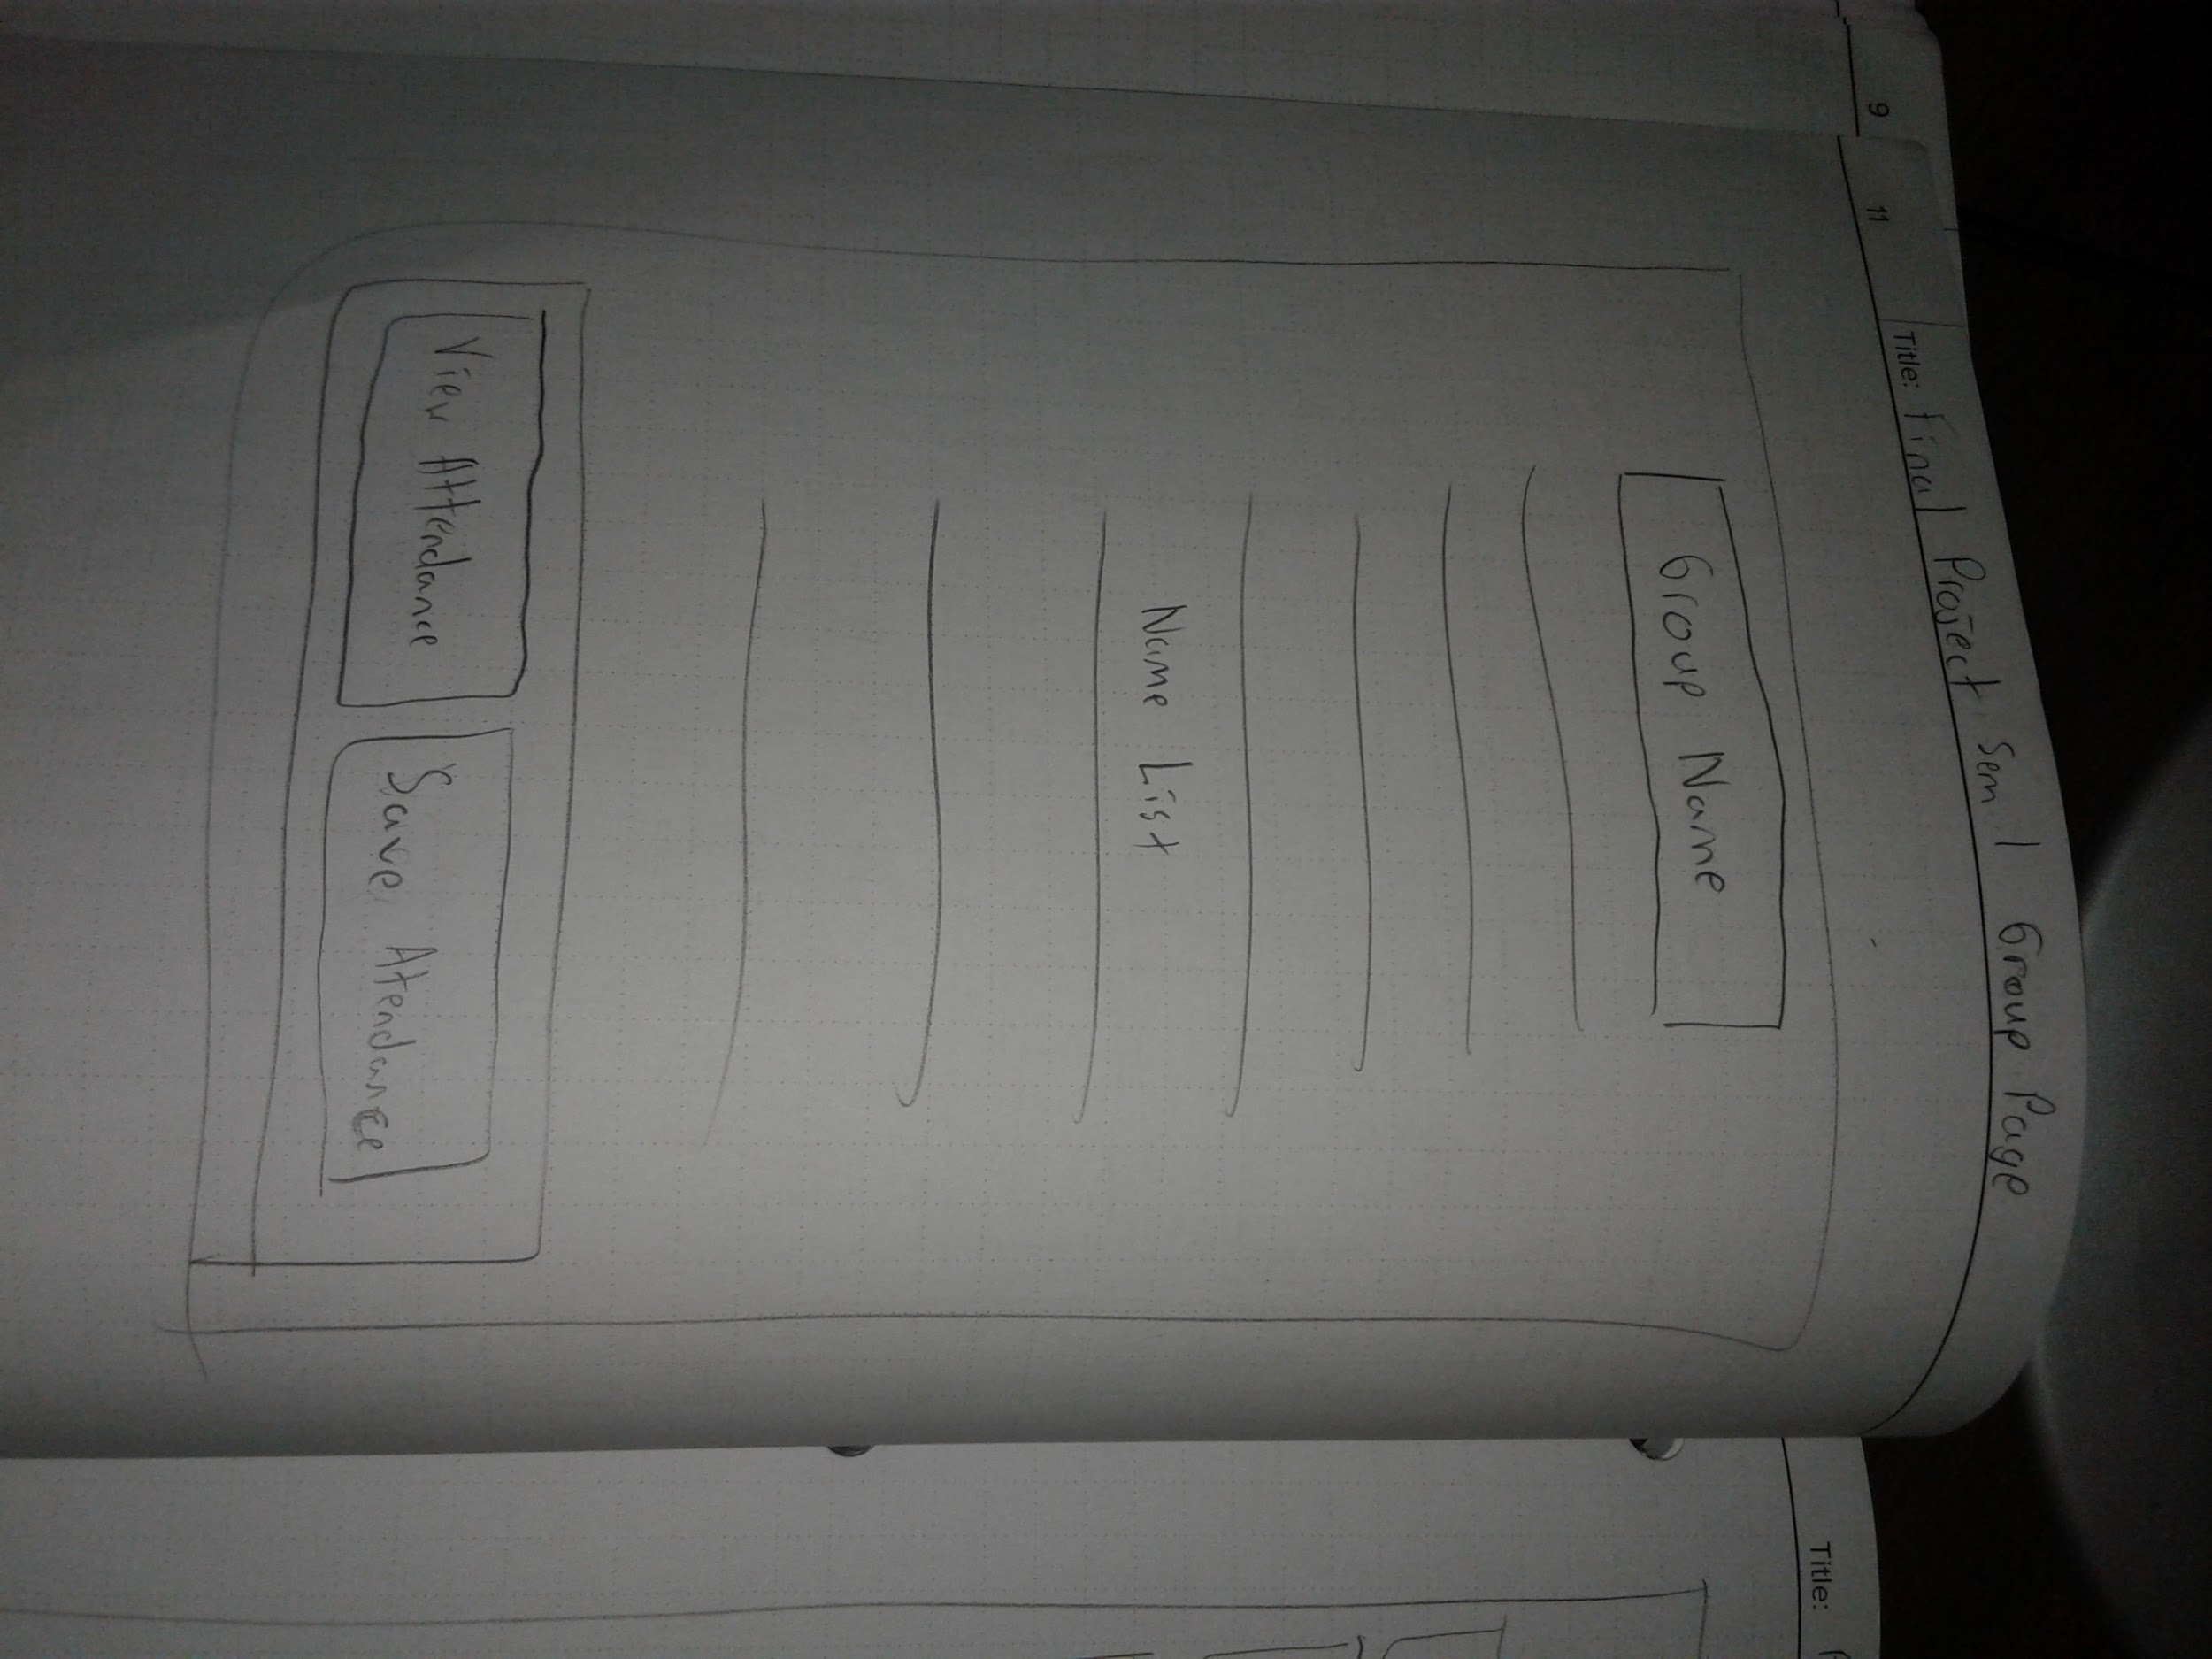 9
11
Title: Final Project Sem 1 Group Page
Group Name
Name List
View Attendance
Save Atendance
Title: